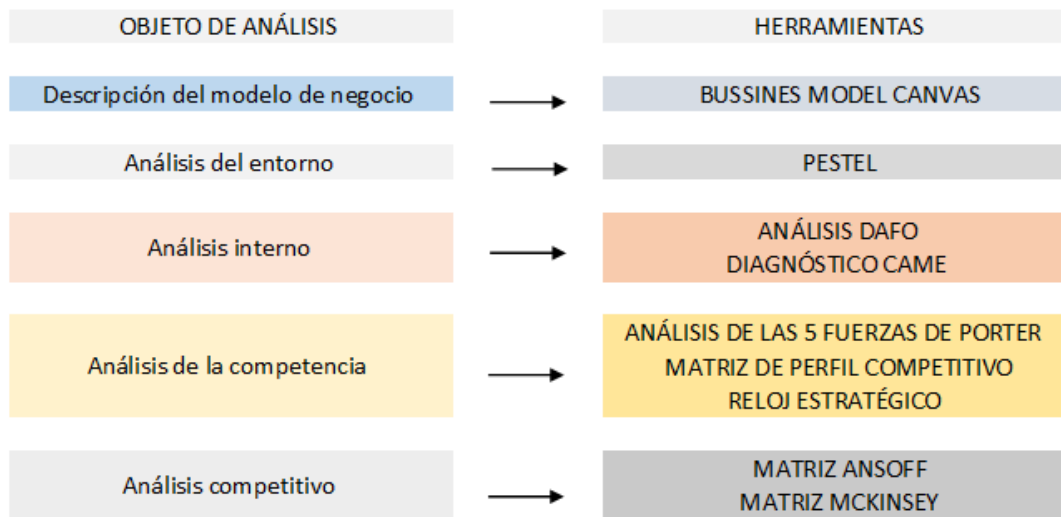 OBJETO DE ANÁLISIS
HERRAMIENTAS
Descripción del modelo de negocio
BUSSINES MODEL CANVAS
Análisis del entorno
PESTEL
Análisis interno
ANÁLISIS DAFO
DIAGNÓSTICO CAME
Análisis de la competencia
ANÁLISIS DE LAS 5 FUERZAS DE PORTER
MATRIZ DE PERFIL COMPETITIVO
RELOJ ESTRATÉGICO
Análisis competitivo
MATRIZ ANSOFF
MATRIZ MCKINSEY